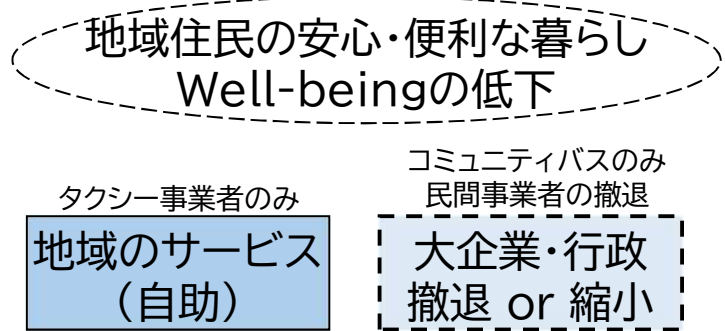 地域住民の安心・便利な暮らし
Well-beingの低下
コミュニティバスのみ
民間事業者の撤退
タクシー事業者のみ
地域のサービス
（自助）
大企業・行政
撤退 or 縮小